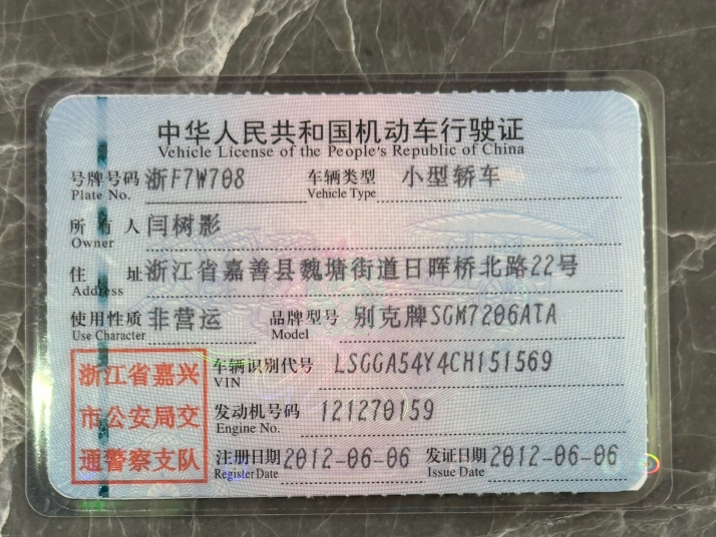 中华人民共和国机动车行驶证
Vehicle License of the People's Republic of China
号牌号码 浙F7W708 车辆类型 小型轿车
Plate No. Vehicle Type
所有人 闫树影
Owner
住址 浙江省嘉善县魏塘街道日晖桥北路22号
Address
使用性质 非营运 品牌型号 别克牌SGM7206ATA
Use Character Model
浙江省嘉兴
市公安局交
通警察支队
车辆识别代号 LSGGA54Y4CH151569
VIN
发动机号码 121270159
Engine No.
注册日期 2012-06-06 发证日期 2012-06-06
Register Date Issue Date